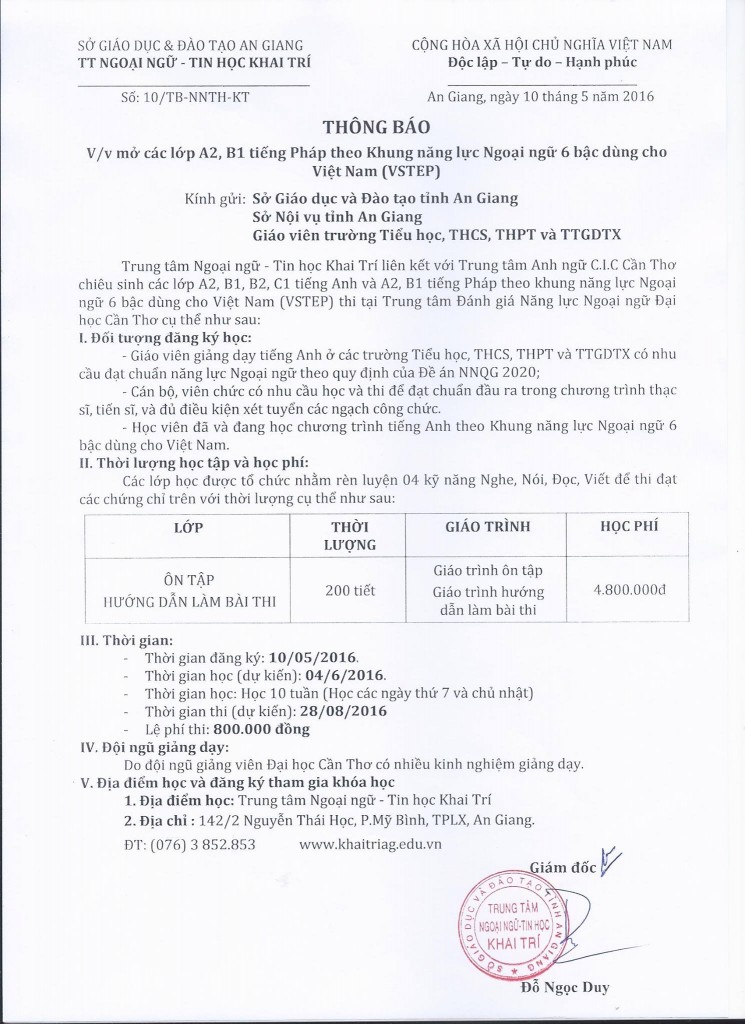 SỞ GIÁO DỤC & ĐÀO TẠO AN GIANG
TT NGOẠI NGỮ - TIN HỌC KHAI TRÍ
Số: 10/TB-NNTH-KT
CỘNG HÒA XÃ HỘI CHỦ NGHĨA VIỆT NAM
Độc lập – Tự do – Hạnh phúc
An Giang, ngày 10 tháng 5 năm 2016
THÔNG BÁO
V/v mở các lớp A2, B1 tiếng Pháp theo Khung năng lực Ngoại ngữ 6 bậc dùng cho
Việt Nam (VSTEP)
Kính gửi: Sở Giáo dục và Đào tạo tỉnh An Giang
Sở Nội vụ tỉnh An Giang
Giáo viên trường Tiểu học, THCS, THPT và TTGDTX
Trung tâm Ngoại ngữ - Tin học Khai Trí liên kết với Trung tâm Anh ngữ C.I.C Cần Thơ
chiêu sinh các lớp A2, B1, B2, C1 tiếng Anh và A2, B1 tiếng Pháp theo khung năng lực Ngoại
ngữ 6 bậc dùng cho Việt Nam (VSTEP) thi tại Trung tâm Đánh giá Năng lực Ngoại ngữ Đại
học Cần Thơ cụ thể như sau:
I. Đối tượng đăng ký học:
- Giáo viên giảng dạy tiếng Anh ở các trường Tiểu học, THCS, THPT và TTGDTX có nhu
cầu đạt chuẩn năng lực Ngoại ngữ theo quy định của Đề án NNQG 2020;
- Cán bộ, viên chức có nhu cầu học và thi để đạt chuẩn đầu ra trong chương trình thạc
sĩ, tiến sĩ, và đủ điều kiện xét tuyển các ngạch công chức.
- Học viên đã và đang học chương trình tiếng Anh theo Khung năng lực Ngoại ngữ 6
bậc dùng cho Việt Nam.
II. Thời lượng học tập và học phí:
Các lớp học được tổ chức nhằm rèn luyện 04 kỹ năng Nghe, Nói, Đọc, Viết để thi đạt
các chứng chỉ trên với thời lượng cụ thể như sau:
LỚP
THỜI
LƯỢNG
GIÁO TRÌNH
HỌC PHÍ
ÔN TẬP
HƯỚNG DẪN LÀM BÀI THI
200 tiết
Giáo trình ôn tập
Giáo trình hướng
dẫn làm bài thi
4.800.000đ
III. Thời gian:
- Thời gian đăng ký: 10/05/2016.
- Thời gian học (dự kiến): 04/6/2016.
- Thời gian học: Học 10 tuần (Học các ngày thứ 7 và chủ nhật)
- Thời gian thi (dự kiến): 28/08/2016
- Lệ phí thi: 800.000 đồng
IV. Đội ngũ giảng dạy:
Do đội ngũ giảng viên Đại học Cần Thơ có nhiều kinh nghiệm giảng dạy.
V. Địa điểm học và đăng ký tham gia khóa học
1. Địa điểm học: Trung tâm Ngoại ngữ - Tin học Khai Trí
2. Địa chỉ : 142/2 Nguyễn Thái Học, P.Mỹ Bình, TPLX, An Giang.
ĐT: (076) 3 852.853 www.khaitriag.edu.vn
Giám đốc
SỞ GIÁO DỤC VÀ ĐÀO TẠO TỈNH AN GIANG
TRUNG TÂM
NGOẠI NGỮ-TIN HỌC
KHAI TRÍ
Đỗ Ngọc Duy